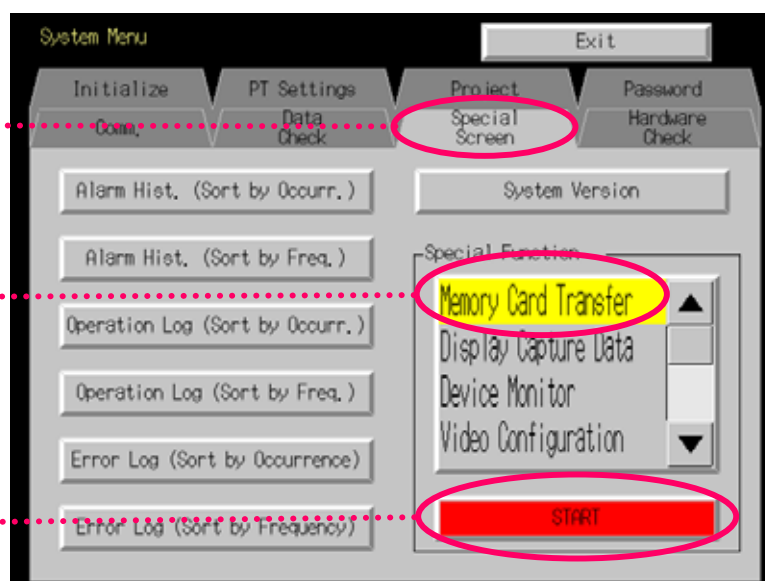 System Menu
Exit
Initialize
PT Settings
Project
Password
Comm.
Data
Check
Special
Screen
Hardware
Check
Alarm Hist. (Sort by Occurr.)
System Version
Alarm Hist. (Sort by Freq.)
Special Function
Operation Log (Sort by Occurr.)
Memory Card Transfer
Display Capture Data
Operation Log (Sort by Freq.)
Device Monitor
Video Configuration
Error Log (Sort by Occurrence)
Error Log (Sort by Frequency)
START